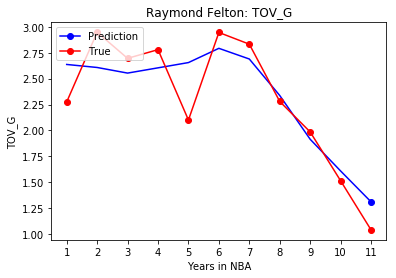 Raymond Felton: TOV_G
Prediction
True
3.00
2.75
2.50
2.25
2.00
1.75
1.50
1.25
1.00
TOV_G
1 2 3 4 5 6 7 8 9 10 11
Years in NBA